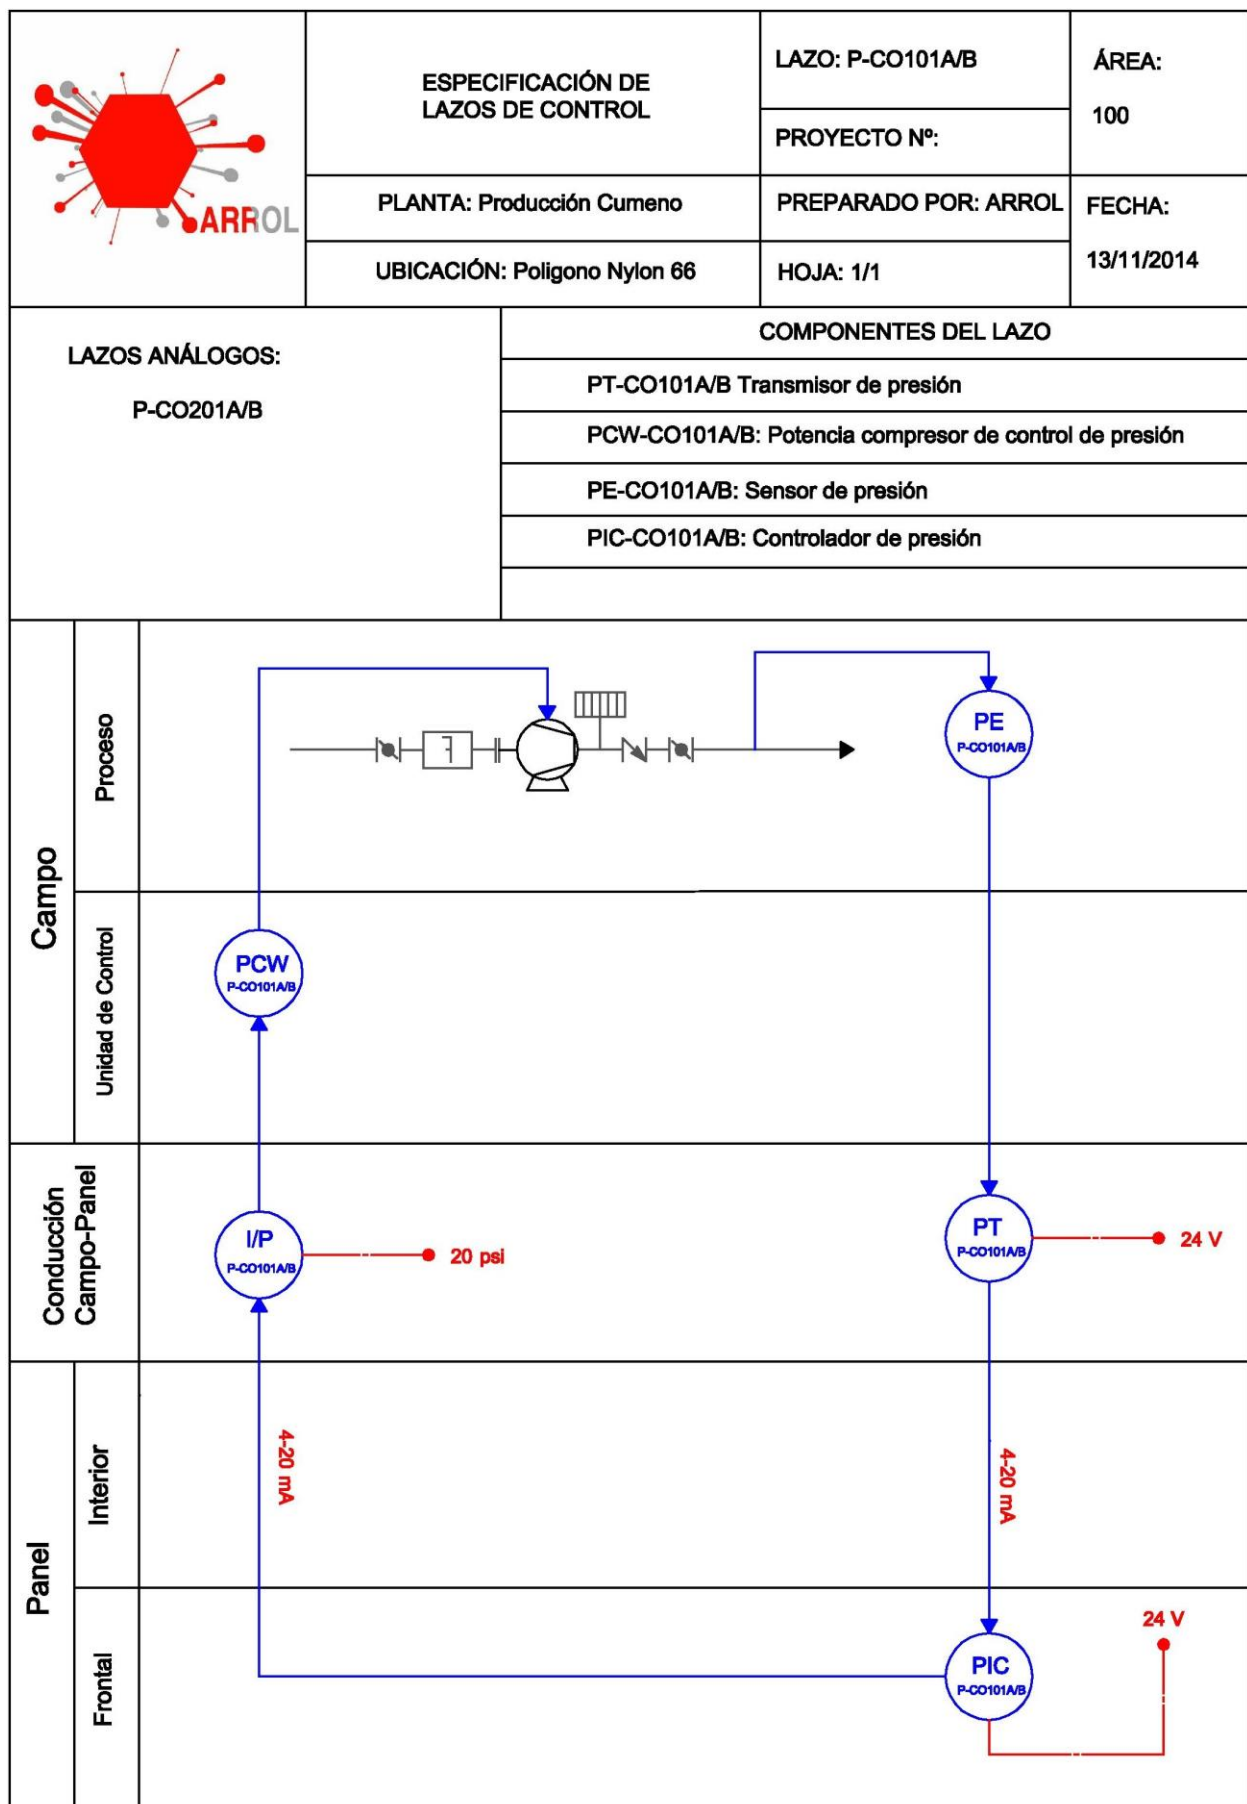 ARROL
ESPECIFICACIÓN DE
LAZOS DE CONTROL
LAZO: P-CO101A/B
PROYECTO Nº:
ÁREA:
100
PLANTA: Producción Cumeno
PREPARADO POR: ARROL
FECHA:
13/11/2014
UBICACIÓN: Poligono Nylon 66
HOJA: 1/1
LAZOS ANÁLOGOS:
P-CO201A/B
COMPONENTES DEL LAZO
PT-CO101A/B Transmisor de presión
PCW-CO101A/B: Potencia compresor de control de presión
PE-CO101A/B: Sensor de presión
PIC-CO101A/B: Controlador de presión
Campo
Proceso
PE
P-CO101A/B
Unidad de Control
PCW
P-CO101A/B
Conducción
Campo-Panel
I/P
P-CO101A/B
20 psi
PT
P-CO101A/B
24 V
Panel
Interior
4-20 mA
4-20 mA
Frontal
PIC
P-CO101A/B
24 V